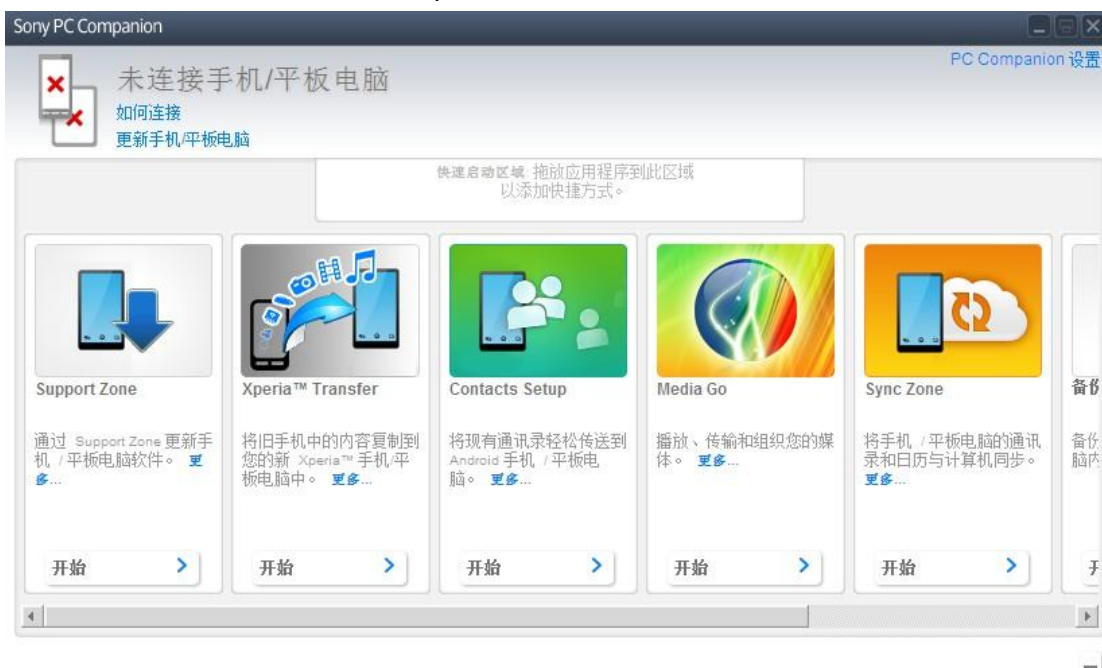 Sony PC Companion
PC Companion 设置
未连接手机/平板电脑
如何连接
更新手机/平板电脑
快速启动区域 拖放应用程序到此区域
以添加快捷方式。
Support Zone
通过 Support Zone 更新手
机 / 平板电脑软件。 更
多...
开始
Xperia™ Transfer
将旧手机中的内容复制到
您的新 Xperia™ 手机/平
板电脑中。 更多...
开始
Contacts Setup
将现有通讯录轻松传送到
Android 手机 / 平板电
脑。 更多...
开始
Media Go
播放、传输和组织您的媒
体。 更多...
开始
Sync Zone
将手机 / 平板电脑的通讯
录和日历与计算机同步。
更多...
开始
备份
备份
脑内